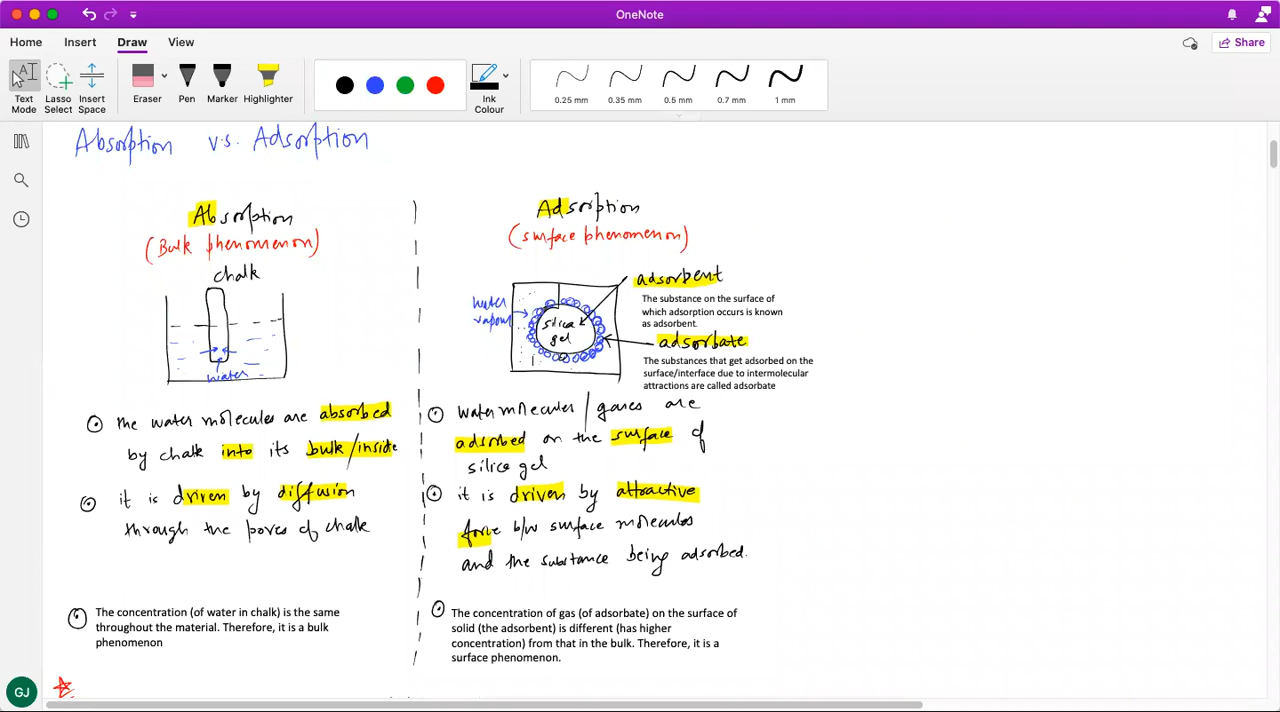 OneNote
Home Insert Draw View
Share
Text Mode
Lasso Select
Insert Space
Eraser
Pen
Marker
Highlighter
Ink Colour
0.25 mm
0.35 mm
0.5 mm
0.7 mm
1 mm
Absorption v.s. Adsorption
Absorption
(Bulk phenomenon)
chalk
water
the water molecules are absorbed
by chalk into its bulk/inside
it is driven by diffusion
through the pores of chalk
The concentration (of water in chalk) is the same
throughout the material. Therefore, it is a bulk
phenomenon
Adsorption
(surface phenomenon)
water
vapour
silica
gel
adsorbent
The substance on the surface of
which adsorption occurs is known
as adsorbent.
adsorbate
The substances that get adsorbed on the
surface/interface due to intermolecular
attractions are called adsorbate
water molecules/gases are
adsorbed on the surface of
silica gel
it is driven by attractive
force b/w surface molecules
and the substance being adsorbed.
The concentration of gas (of adsorbate) on the surface of
solid (the adsorbent) is different (has higher
concentration) from that in the bulk. Therefore, it is a
surface phenomenon.
GJ